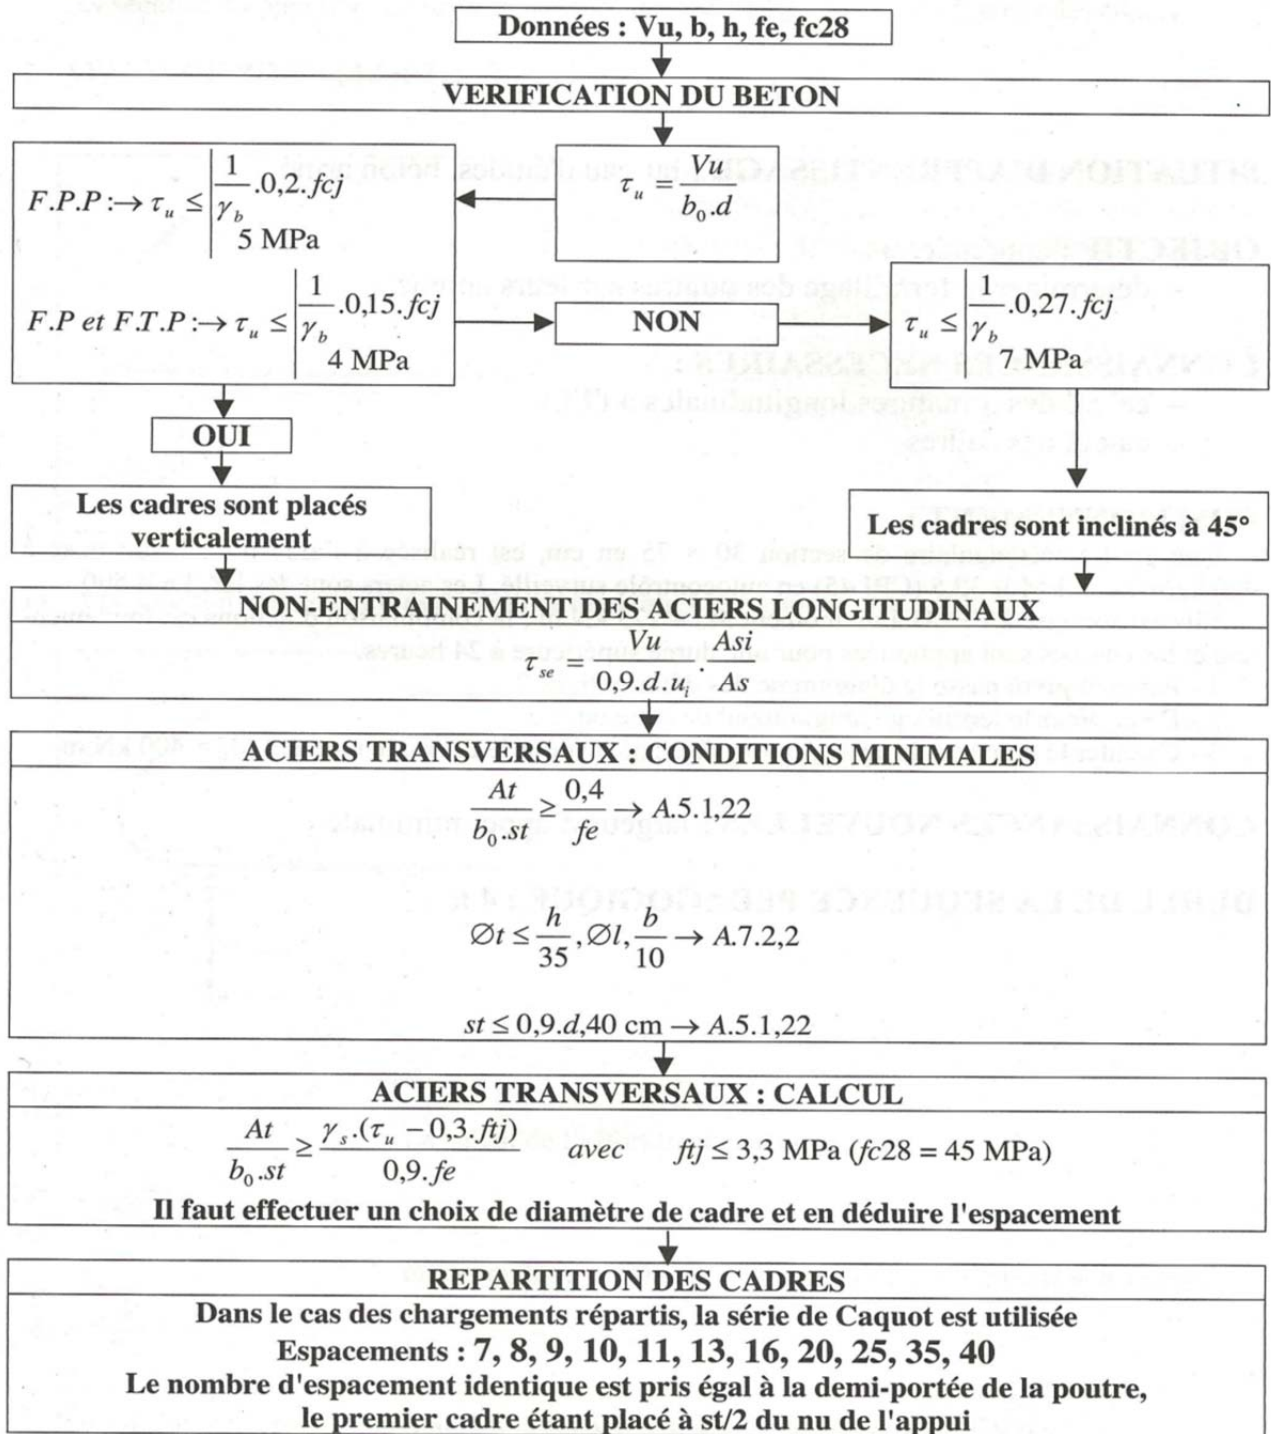 Données : Vu, b, h, fe, fc28
VERIFICATION DU BETON
τu = Vu / b0.d
F.P.P :→ τu ≤ | 1/γb .0,2. fcj
5 MPa
F.P et F.T.P :→ τu ≤ | 1/γb .0,15. fcj
4 MPa
NON
τu ≤ | 1/γb .0,27. fcj
7 MPa
OUI
Les cadres sont placés
verticalement
Les cadres sont inclinés à 45°
NON-ENTRAINEMENT DES ACIERS LONGITUDINAUX
τse = Vu / 0,9.d.ui . Asi / As
ACIERS TRANSVERSAUX : CONDITIONS MINIMALES
At / b0.st ≥ 0,4 / fe → A.5.1,22
Øt ≤ h/35 , Øl, b/10 → A.7.2,2
st ≤ 0,9.d,40 cm → A.5.1,22
ACIERS TRANSVERSAUX : CALCUL
At / b0.st ≥ γs.(τu − 0,3. ftj) / 0,9. fe avec ftj ≤ 3,3 MPa (fc28 = 45 MPa)
Il faut effectuer un choix de diamètre de cadre et en déduire l'espacement
REPARTITION DES CADRES
Dans le cas des chargements répartis, la série de Caquot est utilisée
Espacements : 7, 8, 9, 10, 11, 13, 16, 20, 25, 35, 40
Le nombre d'espacement identique est pris égal à la demi-portée de la poutre,
le premier cadre étant placé à st/2 du nu de l'appui